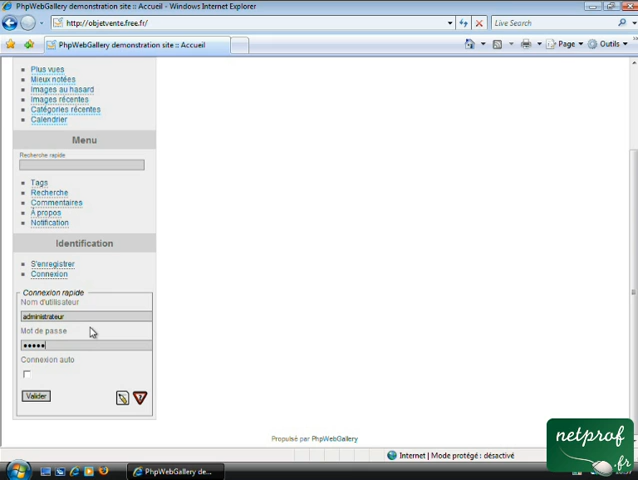 PhpWebGallery demonstration site :: Accueil - Windows Internet Explorer
http://objetvente.free.fr/
Live Search
PhpWebGallery demonstration site :: Accueil
Page
Outils
Plus vues
Mieux notées
Images au hasard
Images récentes
Catégories récentes
Calendrier
Menu
Recherche rapide
Tags
Recherche
Commentaires
À propos
Notification
Identification
S'enregistrer
Connexion
Connexion rapide
Nom d'utilisateur
administrateur
Mot de passe
•••••
Connexion auto
Valider
Propulsé par PhpWebGallery
netprof
.fr
Internet | Mode protégé : désactivé
PhpWebGallery de...